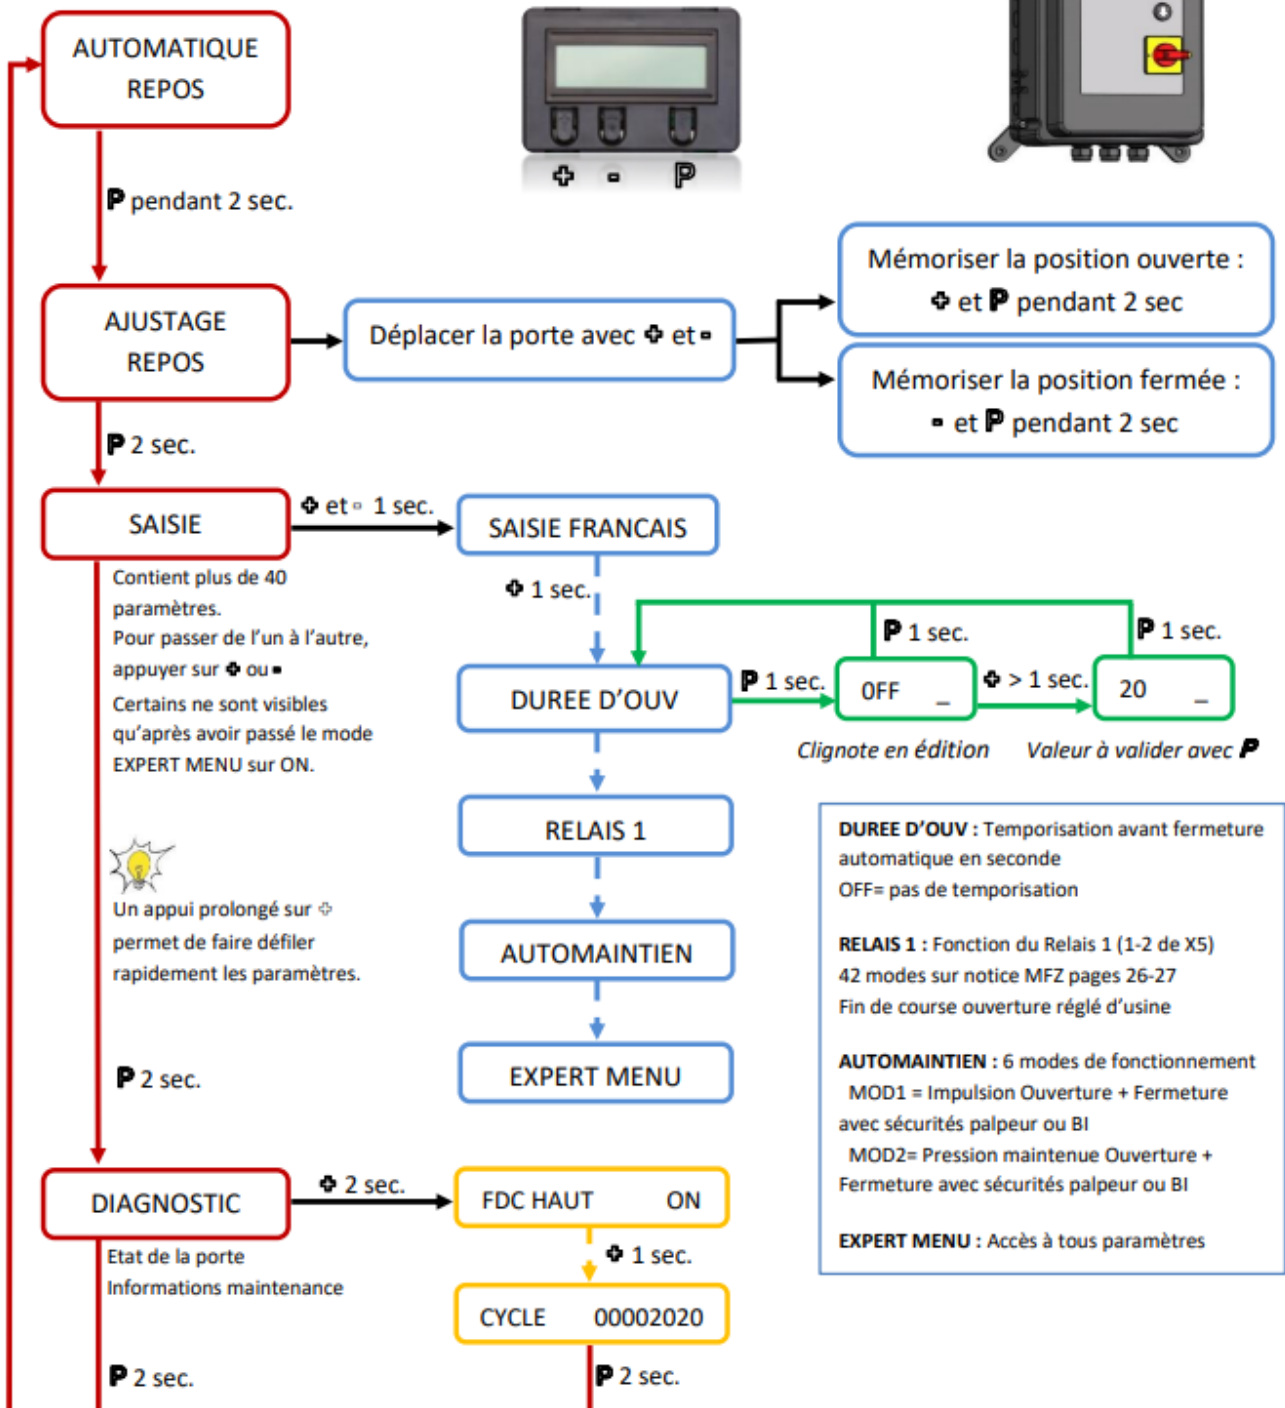 AUTOMATIQUE
REPOS
+ - P
P pendant 2 sec.
AJUSTAGE
REPOS
Déplacer la porte avec + et -
Mémoriser la position ouverte :
+ et P pendant 2 sec
Mémoriser la position fermée :
- et P pendant 2 sec
P 2 sec.
SAISIE
+ et - 1 sec.
SAISIE FRANCAIS
Contient plus de 40
paramètres.
Pour passer de l'un à l'autre,
appuyer sur + ou -
Certains ne sont visibles
qu'après avoir passé le mode
EXPERT MENU sur ON.
+ 1 sec.
DUREE D'OUV
P 1 sec.
OFF _
P 1 sec.
+ > 1 sec.
20 _
P 1 sec.
Clignote en édition
Valeur à valider avec P
RELAIS 1
AUTOMAINTIEN
EXPERT MENU
Un appui prolongé sur +
permet de faire défiler
rapidement les paramètres.
DUREE D'OUV : Temporisation avant fermeture
automatique en seconde
OFF= pas de temporisation
RELAIS 1 : Fonction du Relais 1 (1-2 de X5)
42 modes sur notice MFZ pages 26-27
Fin de course ouverture réglé d'usine
AUTOMAINTIEN : 6 modes de fonctionnement
MOD1 = Impulsion Ouverture + Fermeture
avec sécurités palpeur ou BI
MOD2= Pression maintenue Ouverture +
Fermeture avec sécurités palpeur ou BI
EXPERT MENU : Accès à tous paramètres
P 2 sec.
DIAGNOSTIC
+ 2 sec.
FDC HAUT ON
Etat de la porte
Informations maintenance
+ 1 sec.
CYCLE 00002020
P 2 sec.
P 2 sec.